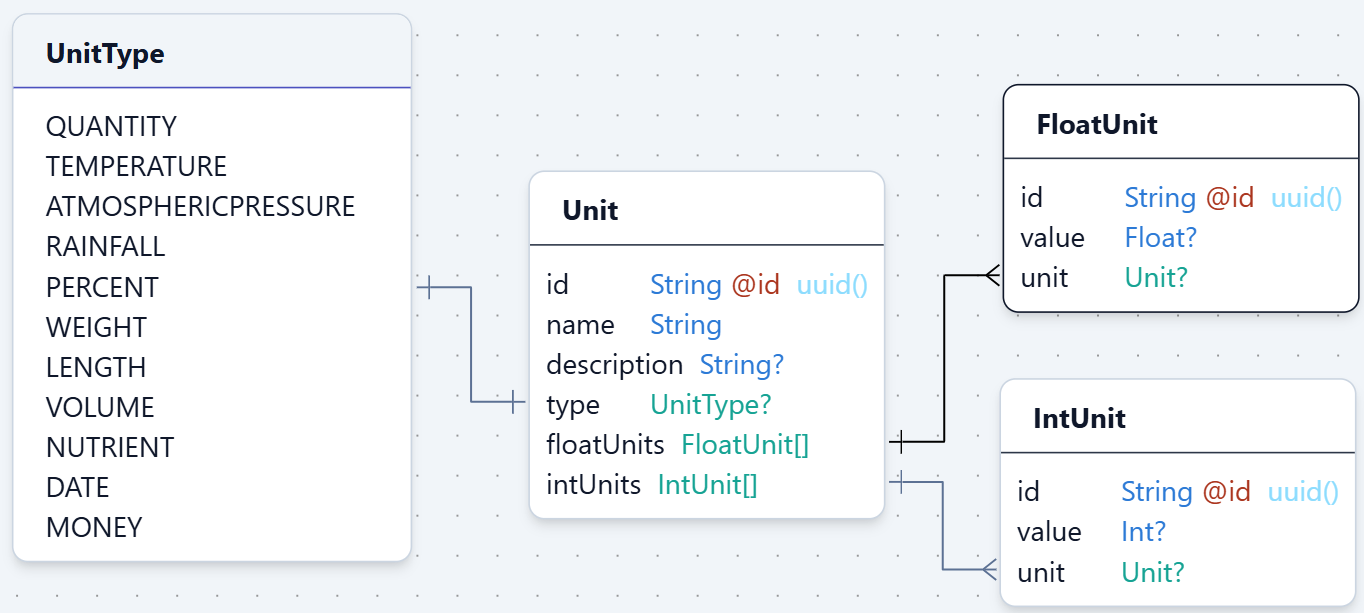 UnitType
QUANTITY
TEMPERATURE
ATMOSPHERICPRESSURE
RAINFALL
PERCENT
WEIGHT
LENGTH
VOLUME
NUTRIENT
DATE
MONEY
Unit
id String @id uuid()
name String
description String?
type UnitType?
floatUnits FloatUnit[]
intUnits IntUnit[]
FloatUnit
id String @id uuid()
value Float?
unit Unit?
IntUnit
id String @id uuid()
value Int?
unit Unit?